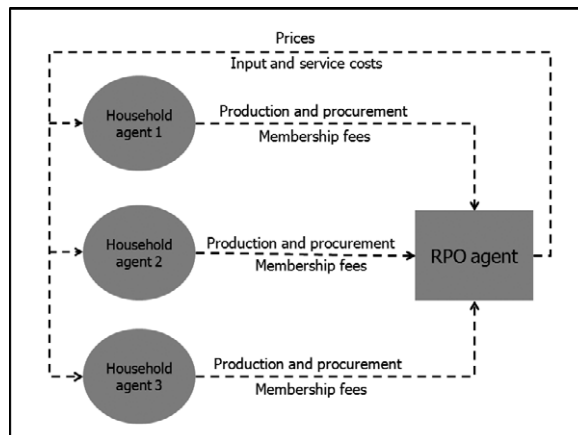 Prices
Input and service costs
Household
agent 1
Production and procurement
Membership fees
Household
agent 2
Production and procurement
Membership fees
RPO agent
Household
agent 3
Production and procurement
Membership fees